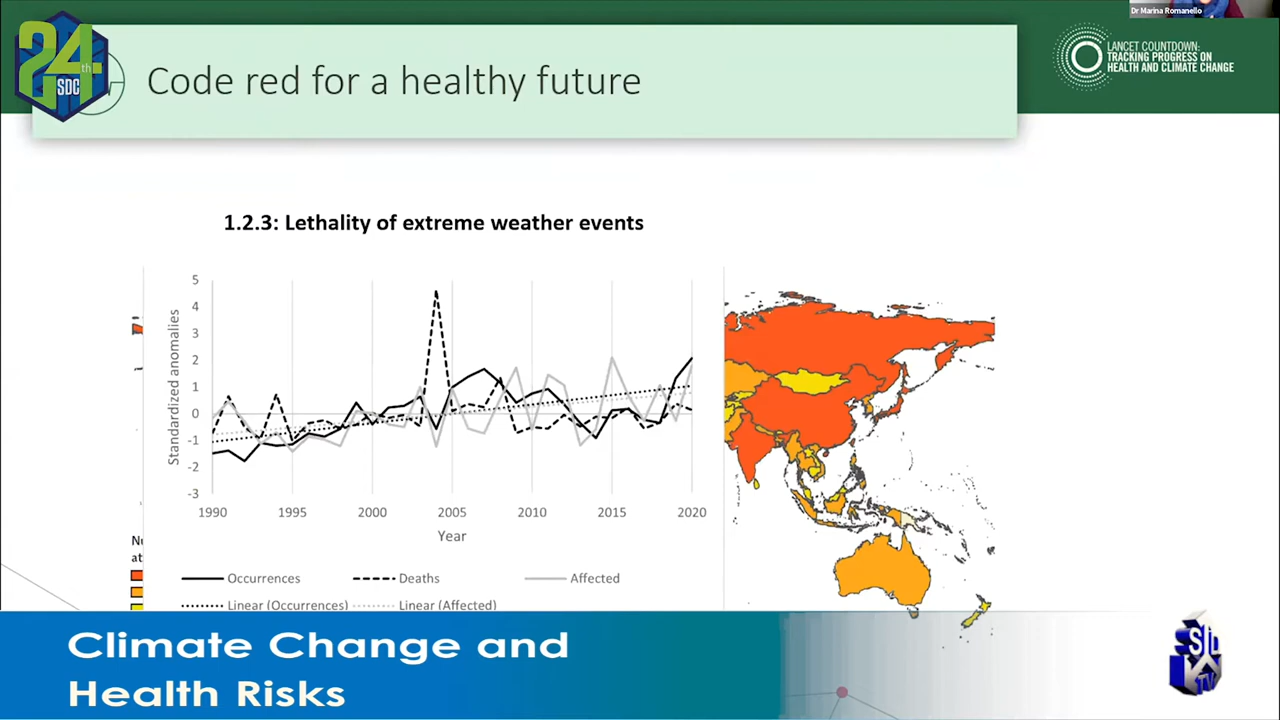 Dr Marina Romanello
24th
SDC
Code red for a healthy future
LANCET COUNTDOWN:
TRACKING PROGRESS ON
HEALTH AND CLIMATE CHANGE
1.2.3: Lethality of extreme weather events
Standardized anomalies
5
4
3
2
1
0
-1
-2
-3
1990 1995 2000 2005 2010 2015 2020
Year
Nu
at
Occurrences Deaths Affected
Linear (Occurrences) Linear (Affected)
Climate Change and
Health Risks
TV